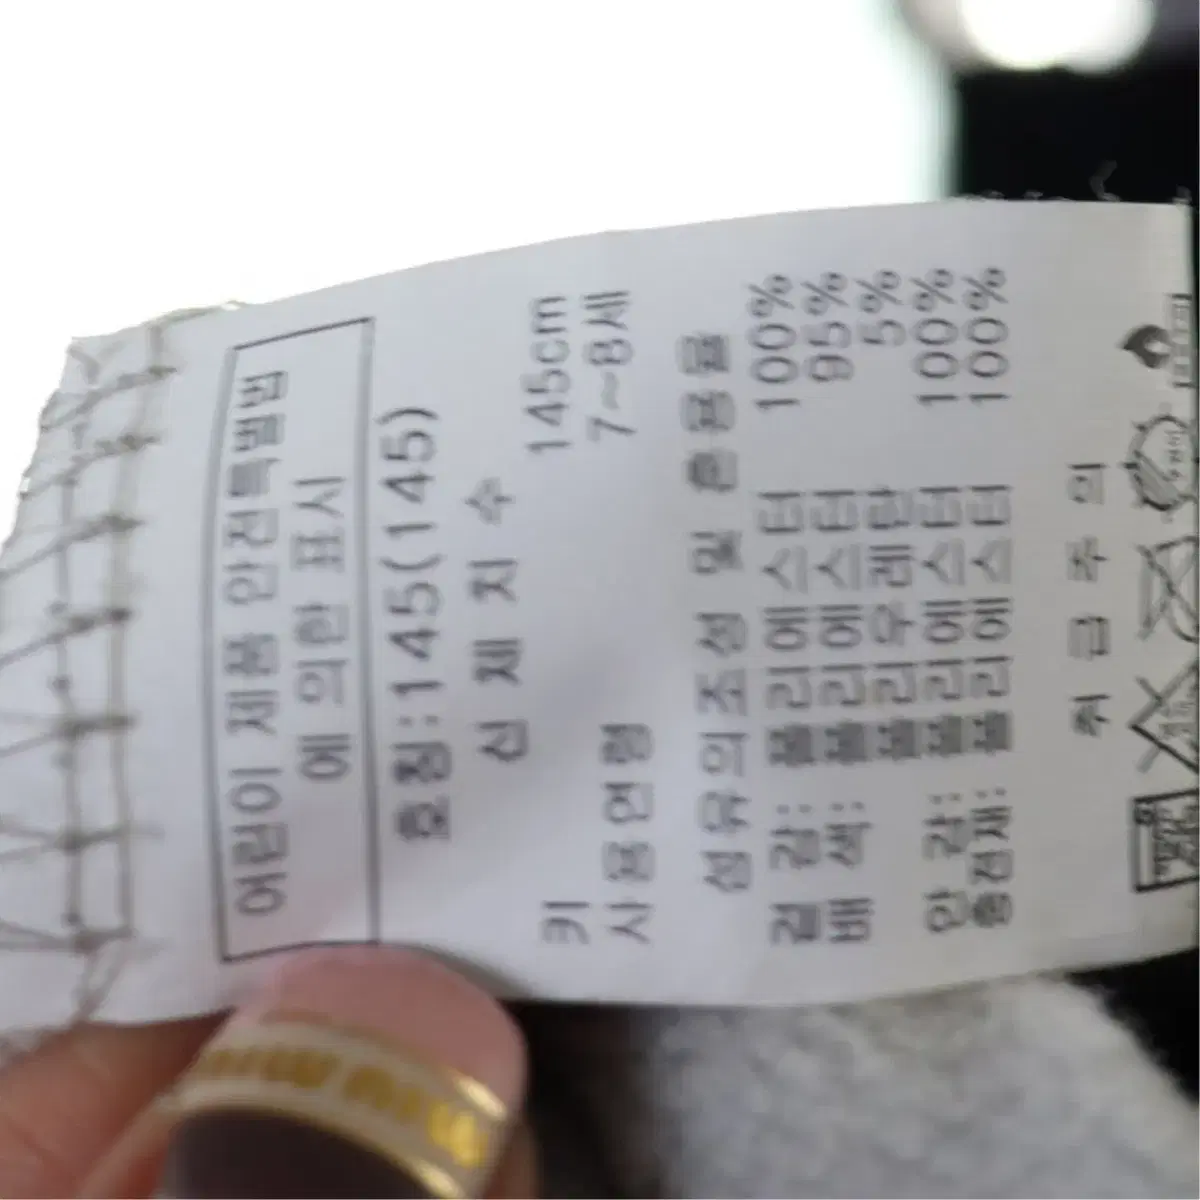 어린이 제품 안전특별법
에 의한 표시
호칭:145(145)
신 체 지 수
키 145cm
사용연령 7~8세
섬유의조성 및 혼용율
겉 감: 폴리에스터 100%
배 색: 폴리에스터 95%
폴리우레탄 5%
안 감: 폴리에스터 100%
충전재: 폴리에스터 100%
취 급 주 의